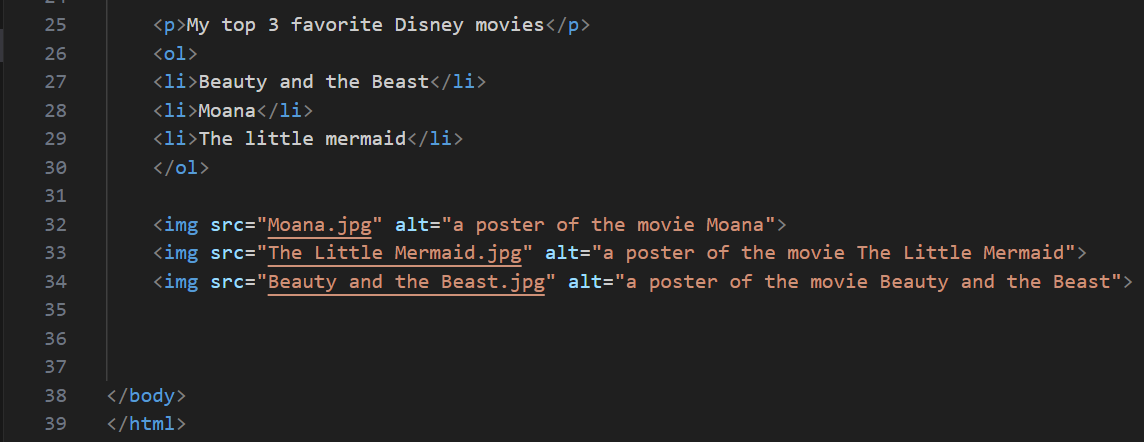 24
25 <p>My top 3 favorite Disney movies</p>
26 <ol>
27 <li>Beauty and the Beast</li>
28 <li>Moana</li>
29 <li>The little mermaid</li>
30 </ol>
31
32 <img src="Moana.jpg" alt="a poster of the movie Moana">
33 <img src="The Little Mermaid.jpg" alt="a poster of the movie The Little Mermaid">
34 <img src="Beauty and the Beast.jpg" alt="a poster of the movie Beauty and the Beast">
35
36
37
38 </body>
39 </html>